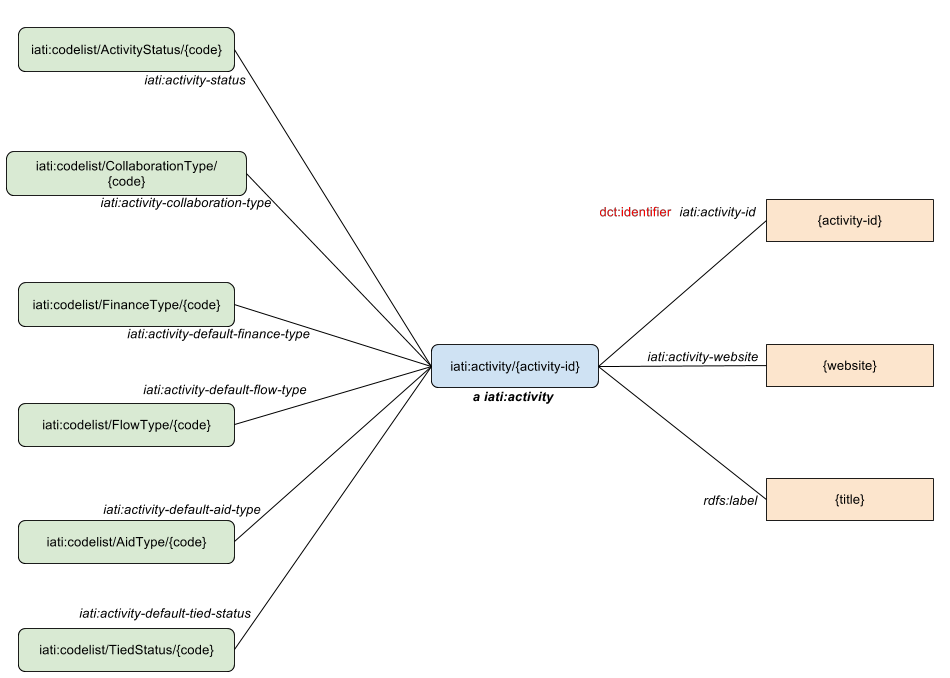 iati:codelist/ActivityStatus/{code}
iati:activity-status
iati:codelist/CollaborationType/
{code}
iati:activity-collaboration-type
dct:identifier iati:activity-id
{activity-id}
iati:codelist/FinanceType/{code}
iati:activity-default-finance-type
iati:activity-website
{website}
iati:activity/{activity-id}
a iati:activity
iati:activity-default-flow-type
iati:codelist/FlowType/{code}
rdfs:label
{title}
iati:activity-default-aid-type
iati:codelist/AidType/{code}
iati:activity-default-tied-status
iati:codelist/TiedStatus/{code}